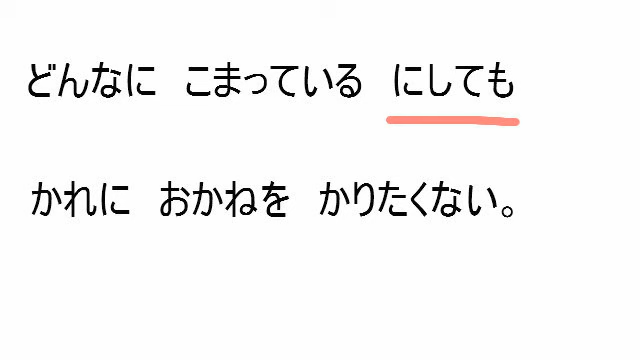 どんなに　こまっている　にしても
かれに　おかねを　かりたくない。